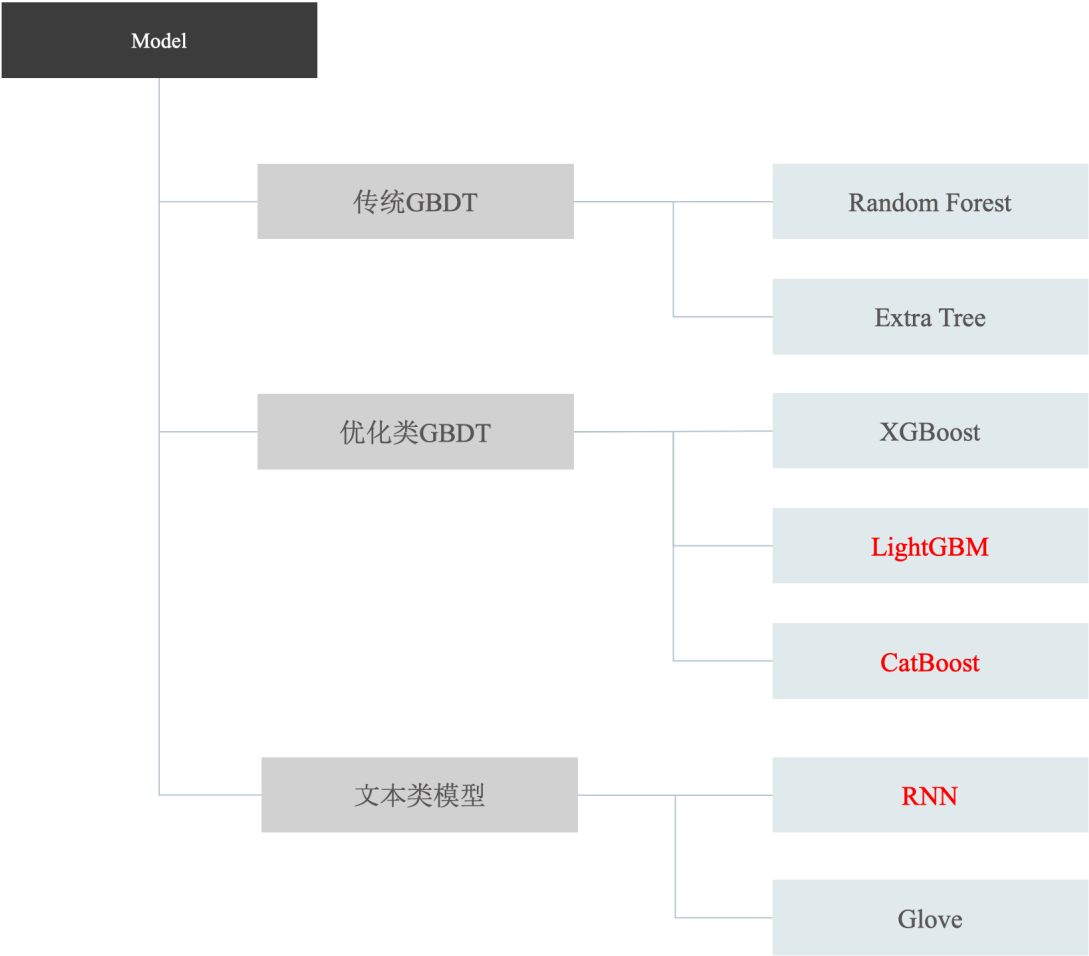 Model
传统GBDT
Random Forest
Extra Tree
优化类GBDT
XGBoost
LightGBM
CatBoost
文本类模型
RNN
Glove